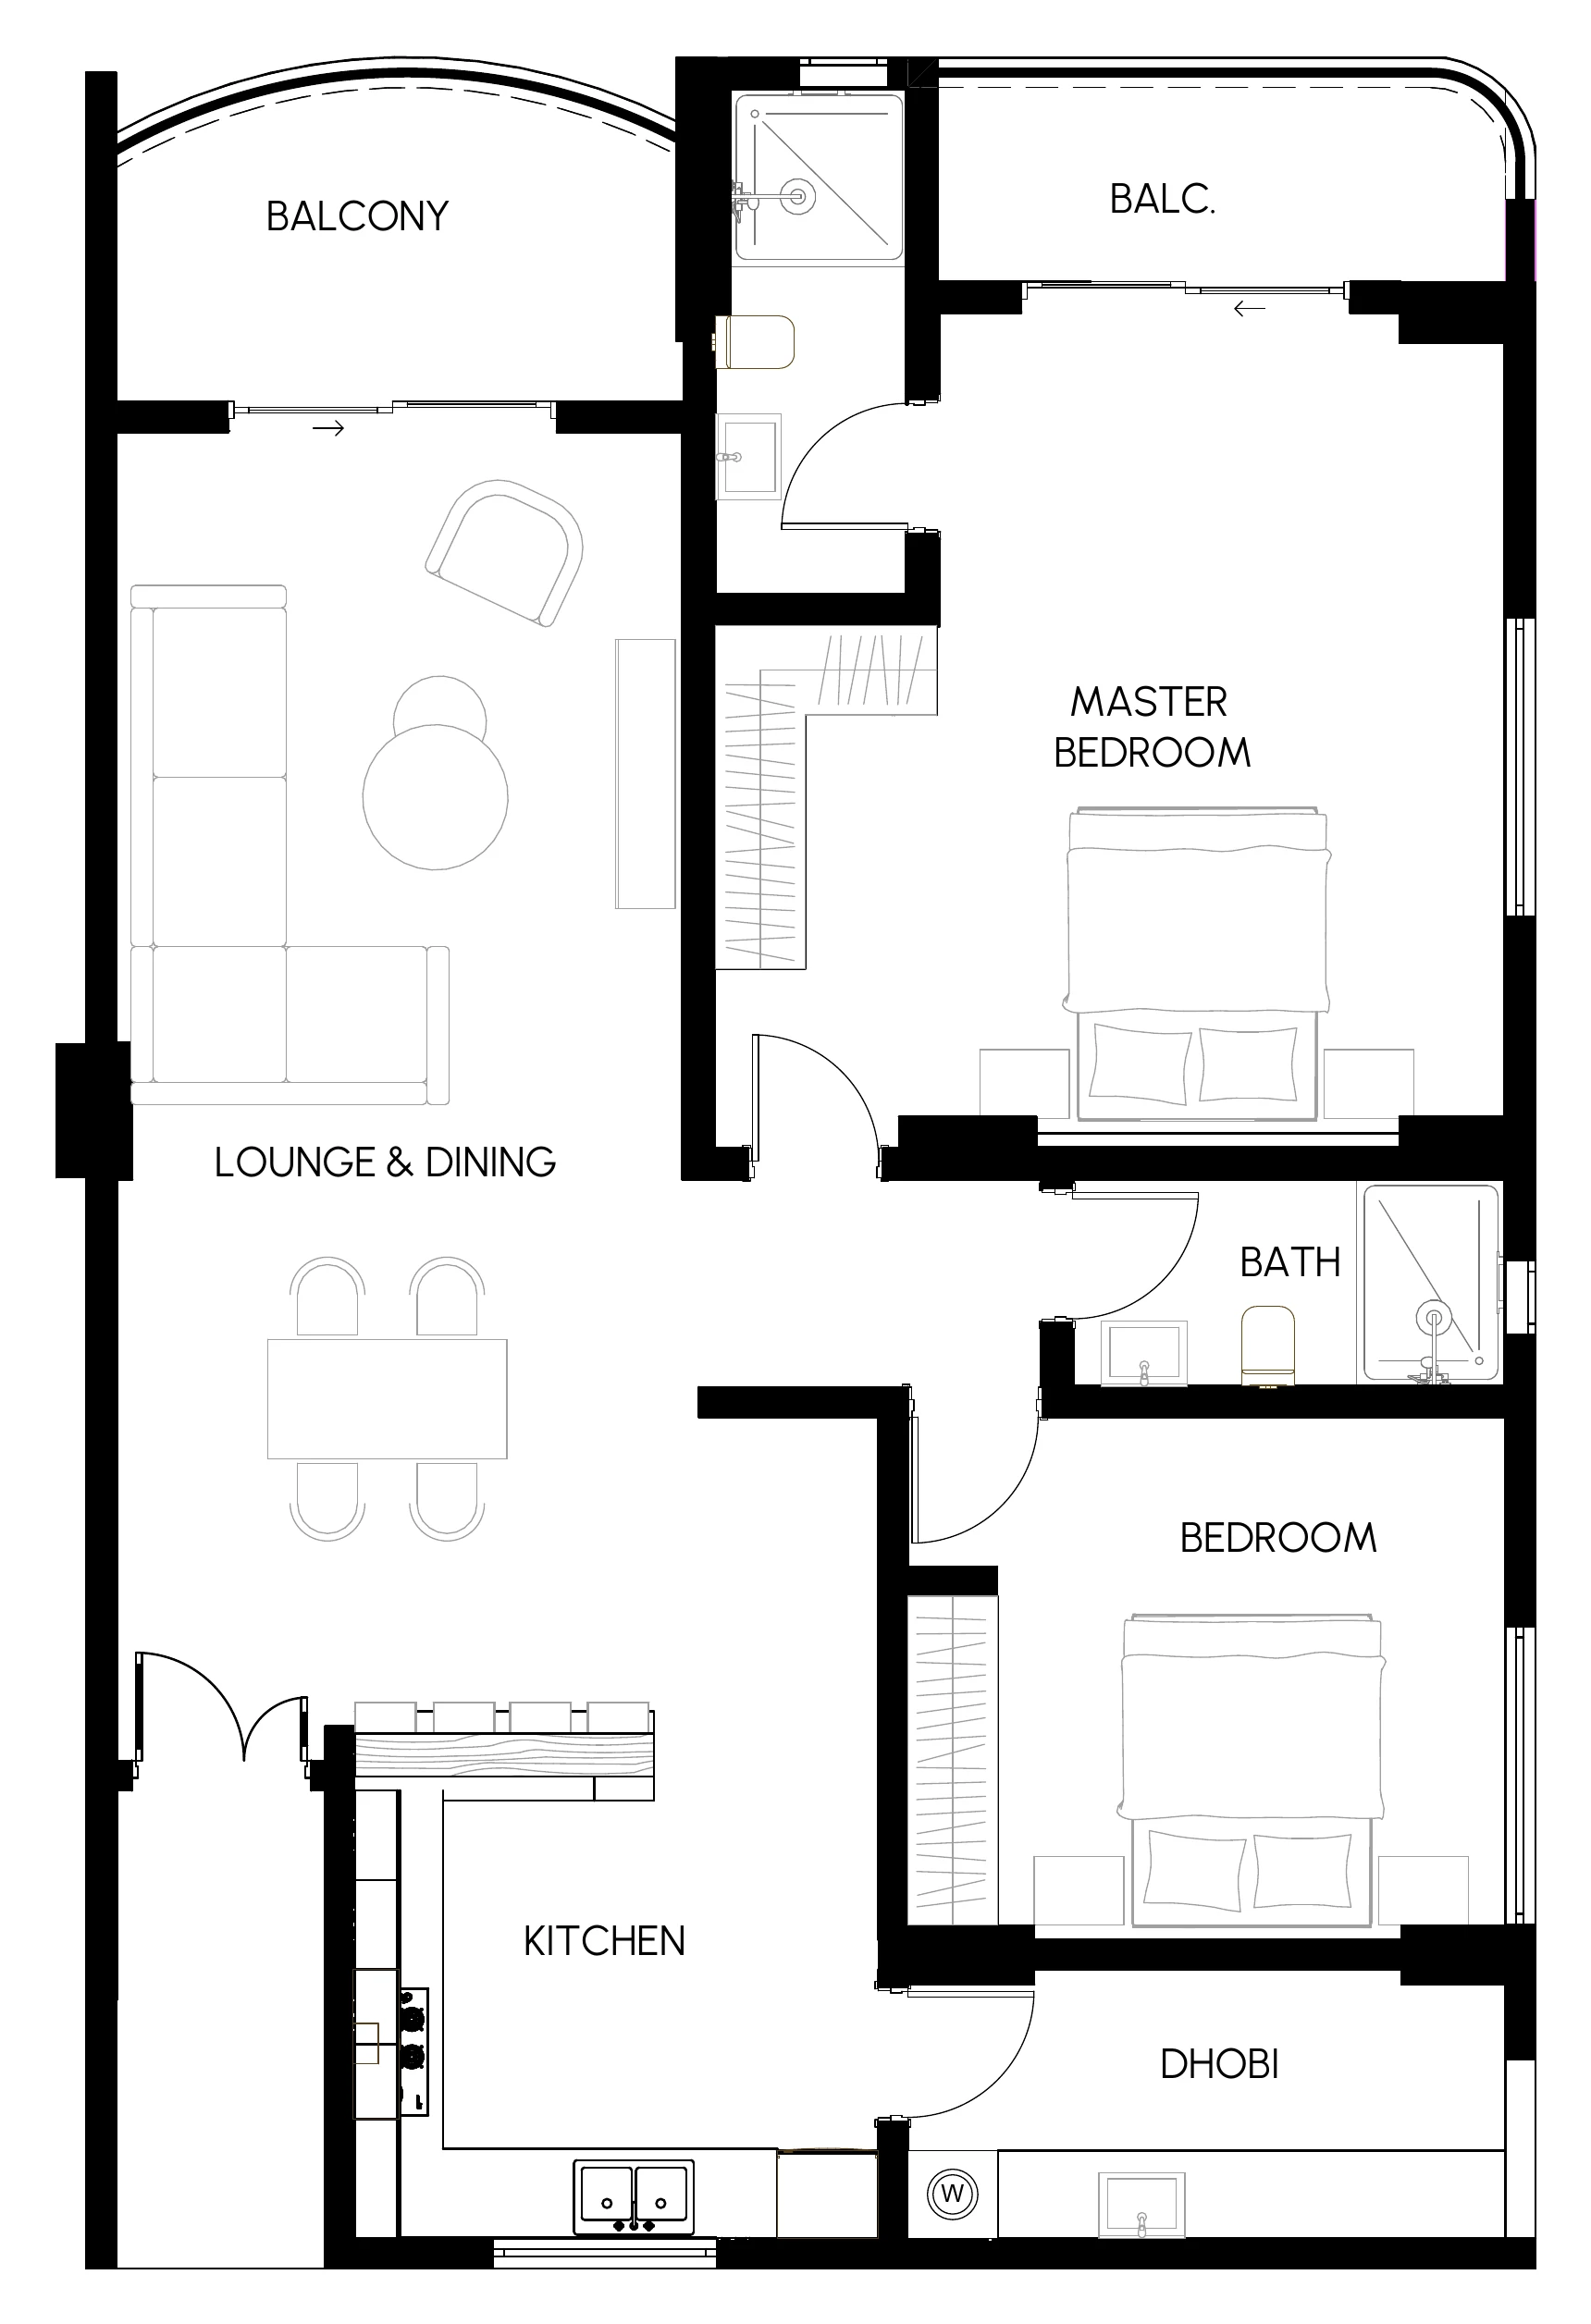 BALCONY
BALC.
MASTER
BEDROOM
LOUNGE & DINING
BATH
BEDROOM
KITCHEN
DHOBI
W